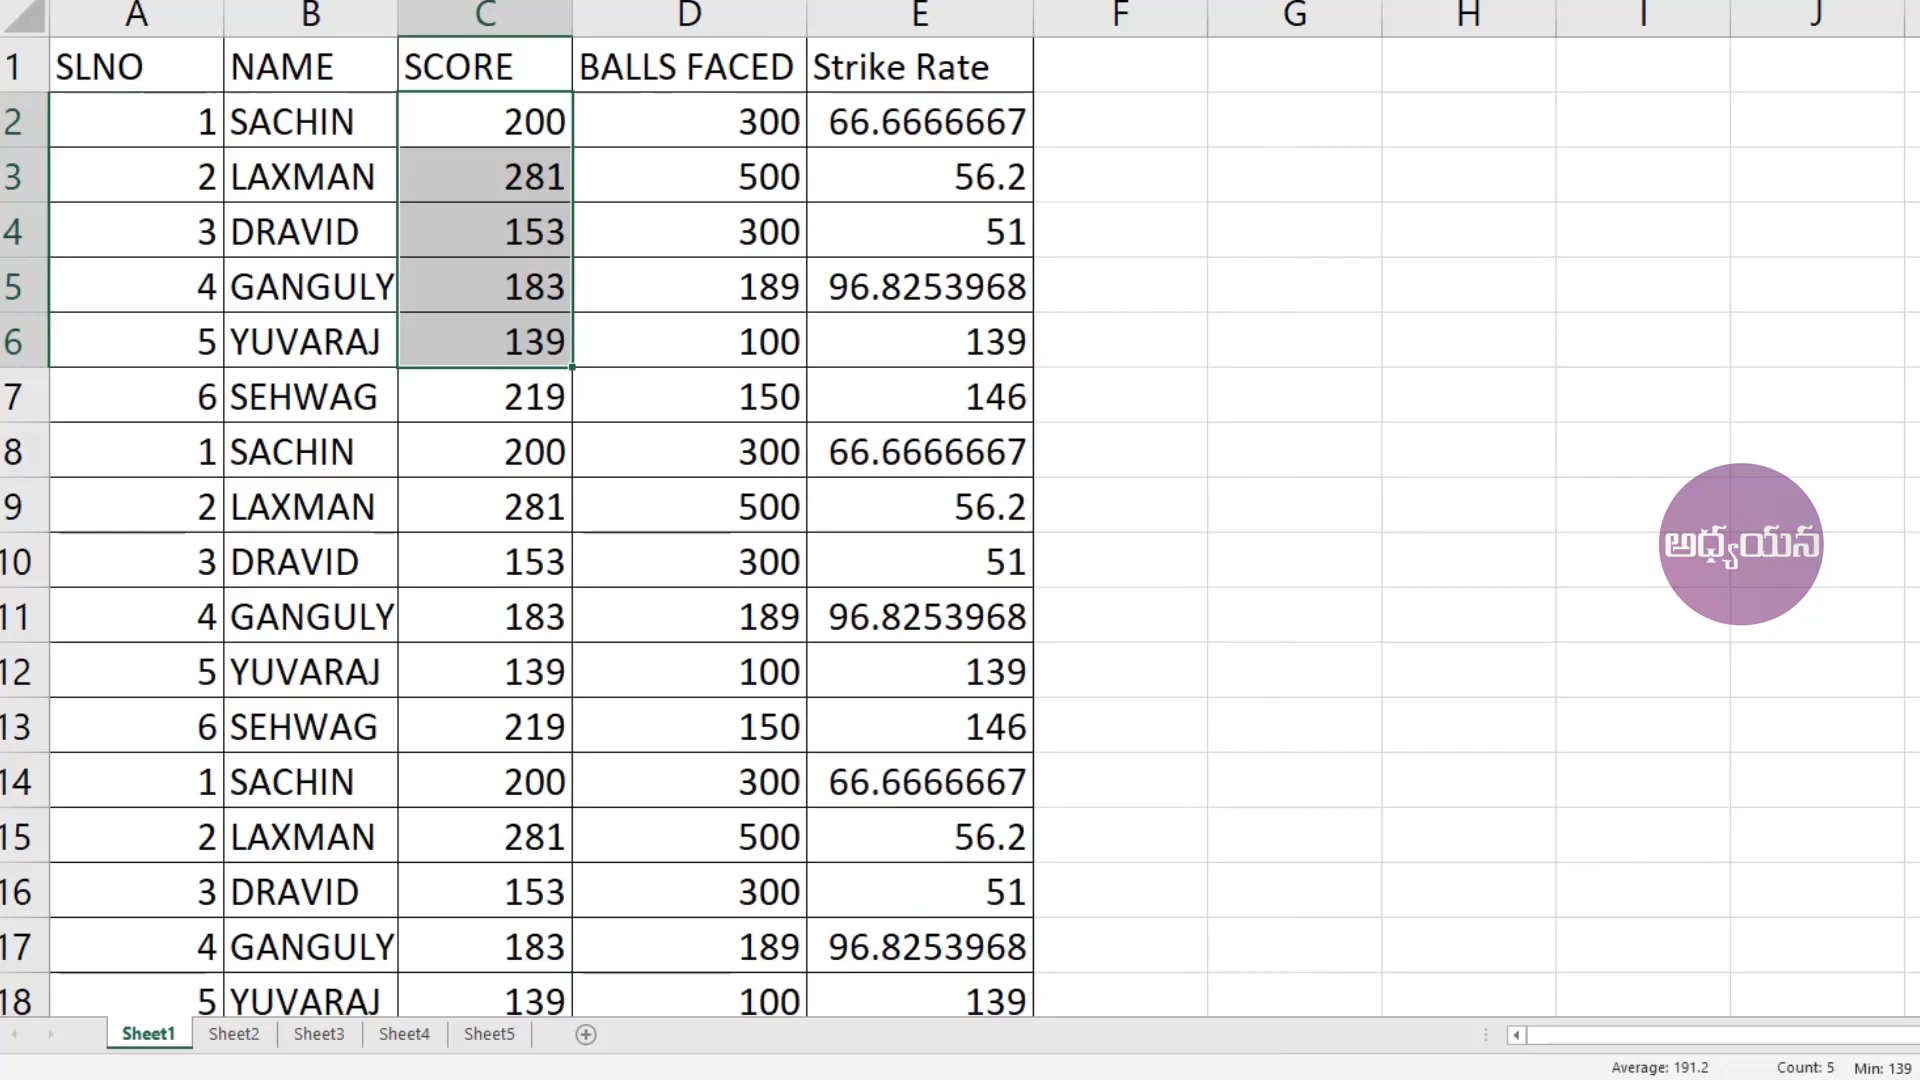 A B C D E F G H I J
1 SLNO NAME SCORE BALLS FACED Strike Rate
2 1 SACHIN 200 300 66.6666667
3 2 LAXMAN 281 500 56.2
4 3 DRAVID 153 300 51
5 4 GANGULY 183 189 96.8253968
6 5 YUVARAJ 139 100 139
7 6 SEHWAG 219 150 146
8 1 SACHIN 200 300 66.6666667
9 2 LAXMAN 281 500 56.2
10 3 DRAVID 153 300 51
11 4 GANGULY 183 189 96.8253968
12 5 YUVARAJ 139 100 139
13 6 SEHWAG 219 150 146
14 1 SACHIN 200 300 66.6666667
15 2 LAXMAN 281 500 56.2
16 3 DRAVID 153 300 51
17 4 GANGULY 183 189 96.8253968
18 5 YUVARAJ 139 100 139
అధ్యయన్
Sheet1 Sheet2 Sheet3 Sheet4 Sheet5
Average: 191.2 Count: 5 Min: 139